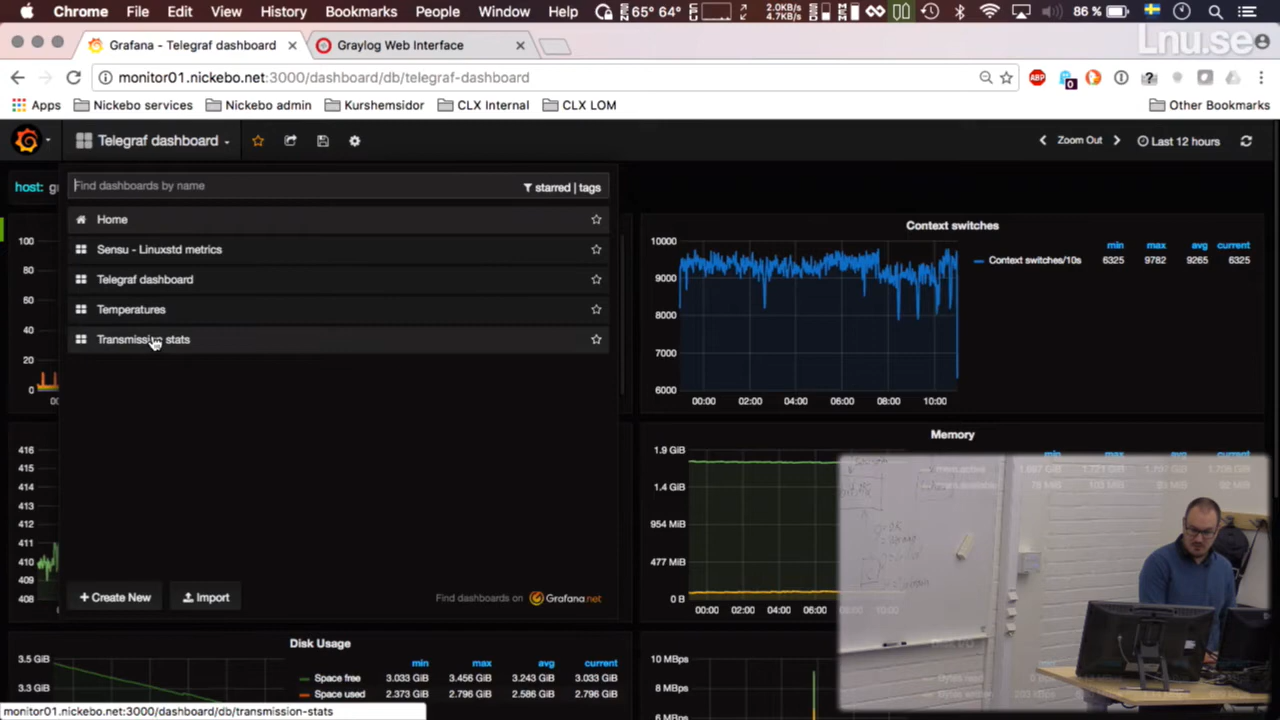 Chrome File Edit View History Bookmarks People Window Help 65° 64° 2.0KB/s 4.7KB/s 86 %
Grafana - Telegraf dashboard
Graylog Web Interface
Lnu.se
monitor01.nickebo.net:3000/dashboard/db/telegraf-dashboard
ABP
0
Apps Nickebo services Nickebo admin Kurshemsidor CLX Internal CLX LOM Other Bookmarks
Telegraf dashboard
Zoom Out
Last 12 hours
host:
Find dashboards by name
starred | tags
Home
Sensu - Linuxstd metrics
Telegraf dashboard
Temperatures
Transmission stats
Create New
Import
Find dashboards on Grafana.net
100
80
60
40
20
0
Context switches
10000
9000
8000
7000
6000
00:00 02:00 04:00 06:00 08:00 10:00
min max avg current
Context switches/10s 6325 9782 9265 6325
416
415
414
413
412
411
410
409
408
Memory
1.9 GiB
1.4 GiB
954 MiB
477 MiB
0 B
00:00 02:00 04:00 06:00
Disk Usage
3.5 GiB
3.3 GiB
min max avg current
Space free 3.033 GiB 3.456 GiB 3.243 GiB 3.033 GiB
Space used 2.373 GiB 2.796 GiB 2.586 GiB 2.796 GiB
10 MBps
8 MBps
monitor01.nickebo.net:3000/dashboard/db/transmission-stats